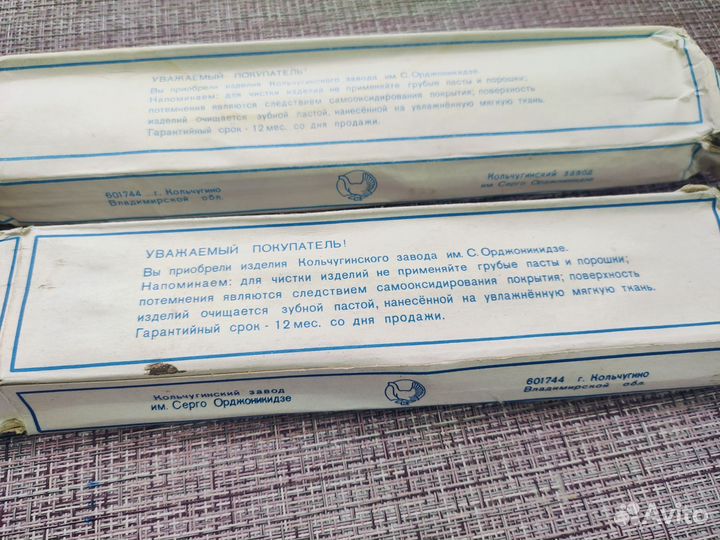 УВАЖАЕМЫЙ ПОКУПАТЕЛЬ!
Вы приобрели изделия Кольчугинского завода им. С. Орджоникидзе.
Напоминаем: для чистки изделий не применяйте грубые пасты и порошки;
потемнения являются следствием самооксидирования покрытия; поверхность
изделий очищается зубной пастой, нанесённой на увлажнённую мягкую ткань.
Гарантийный срок - 12 мес. со дня продажи.
601744 г. Кольчугино
Владимирской обл.
Кольчугинский завод
им. Серго Орджоникидзе
УВАЖАЕМЫЙ ПОКУПАТЕЛЬ!
Вы приобрели изделия Кольчугинского завода им. С. Орджоникидзе.
Напоминаем: для чистки изделий не применяйте грубые пасты и порошки;
потемнения являются следствием самооксидирования покрытия; поверхность
изделий очищается зубной пастой, нанесённой на увлажнённую мягкую ткань.
Гарантийный срок - 12 мес. со дня продажи.
Кольчугинский завод
им. Серго Орджоникидзе
601744 г. Кольчугино
Владимирской обл.
Avito